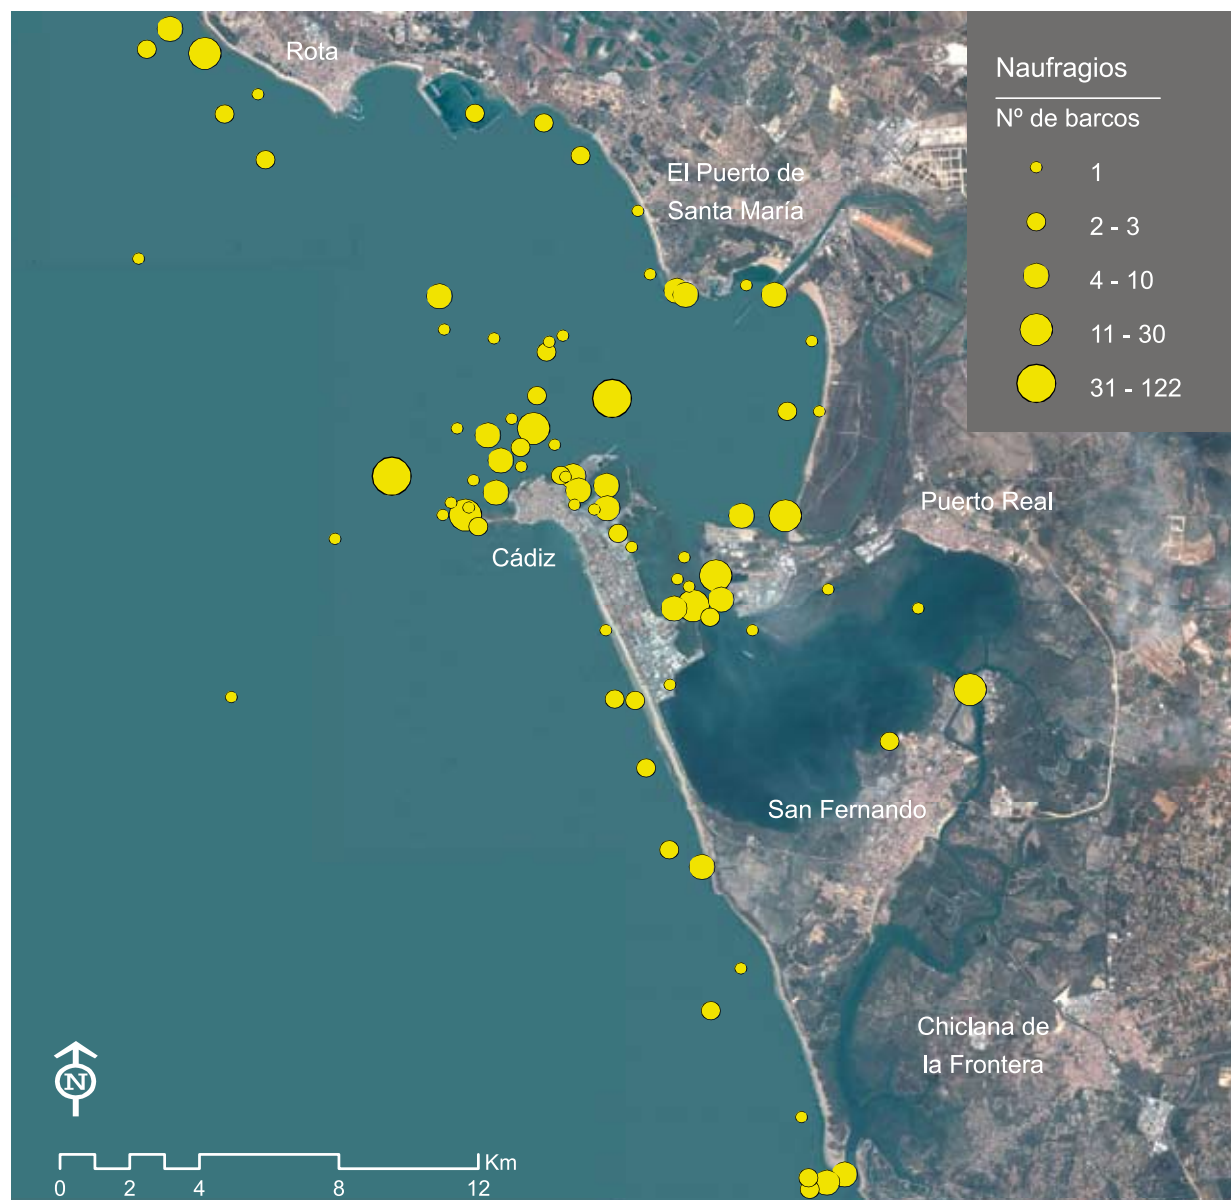 Rota
El Puerto de
Santa María
Cádiz
Puerto Real
San Fernando
Chiclana de
la Frontera
Naufragios
Nº de barcos
1
2 - 3
4 - 10
11 - 30
31 - 122
N
Km
0 2 4 8 12